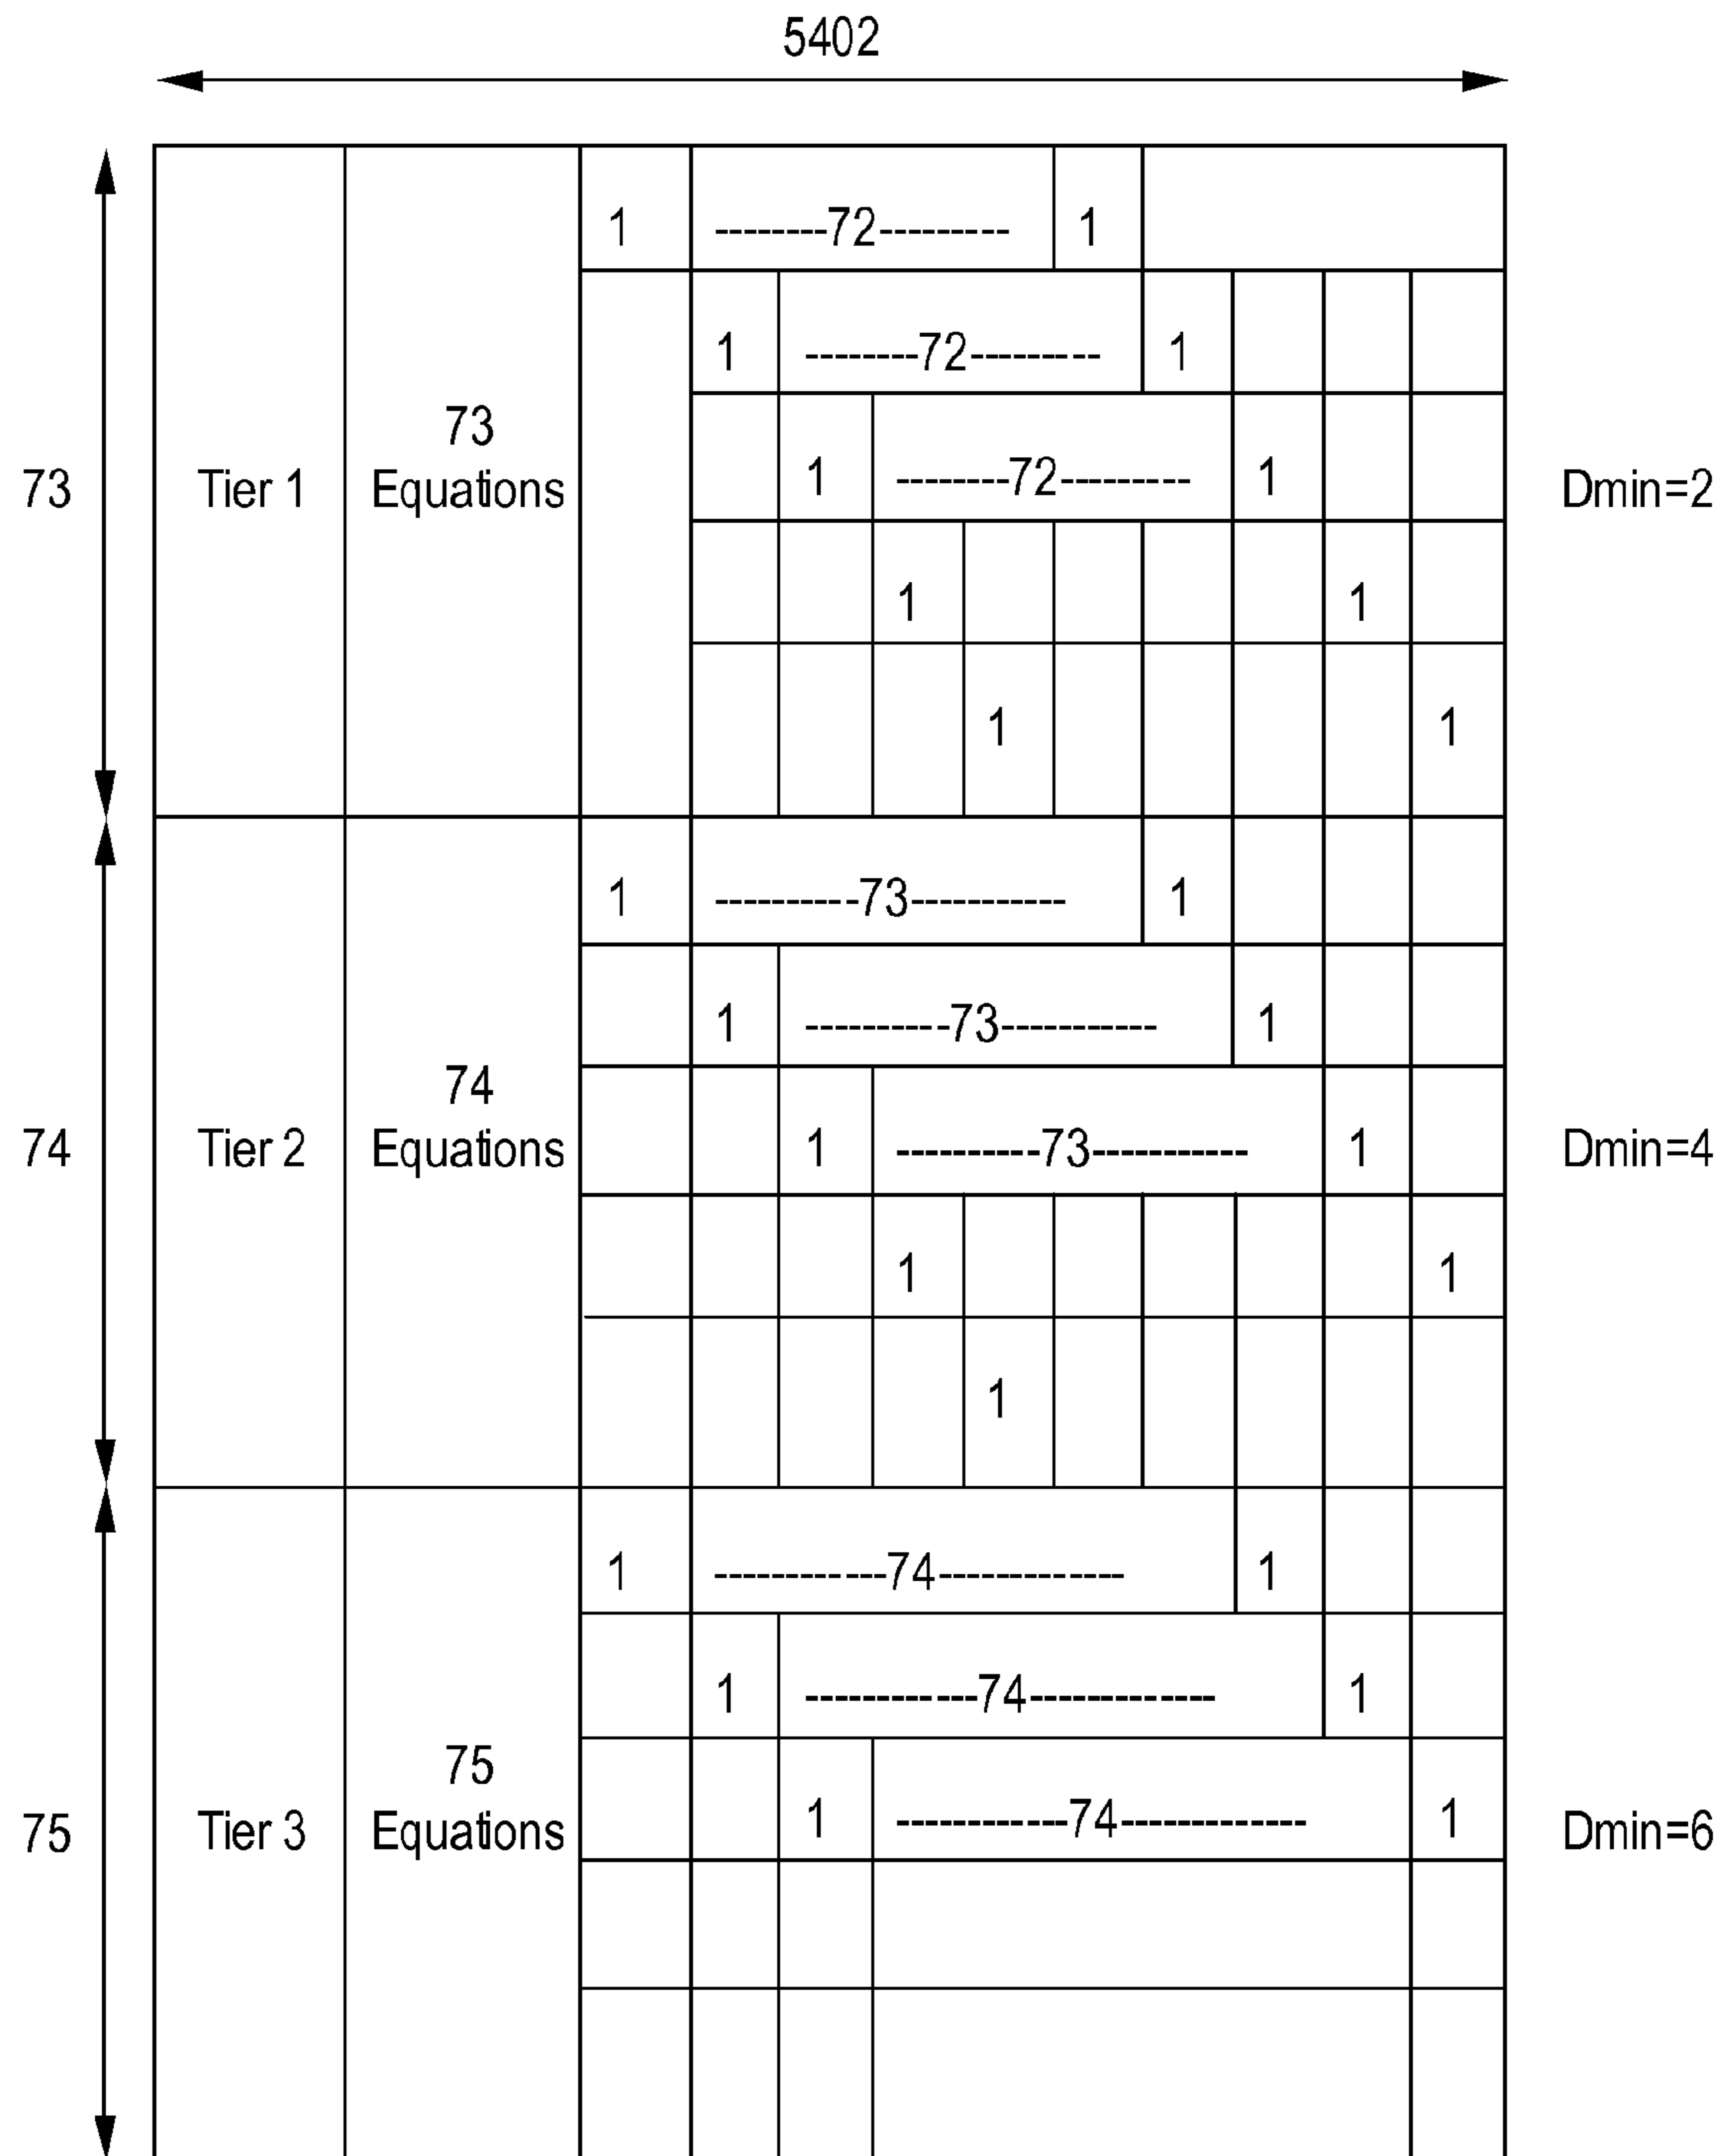 5402
1 --------72--------- 1
1 --------72--------- 1
73
Equations
73 Tier 1 1 --------72--------- 1 Dmin=2
1 1
1 1
1 ----------73----------- 1
1 ----------73----------- 1
74
Equations
74 Tier 2 1 ----------73----------- 1 Dmin=4
1 1
1
1 ------------74------------- 1
1 ------------74------------- 1
75
Equations
75 Tier 3 1 ------------74------------- 1 Dmin=6